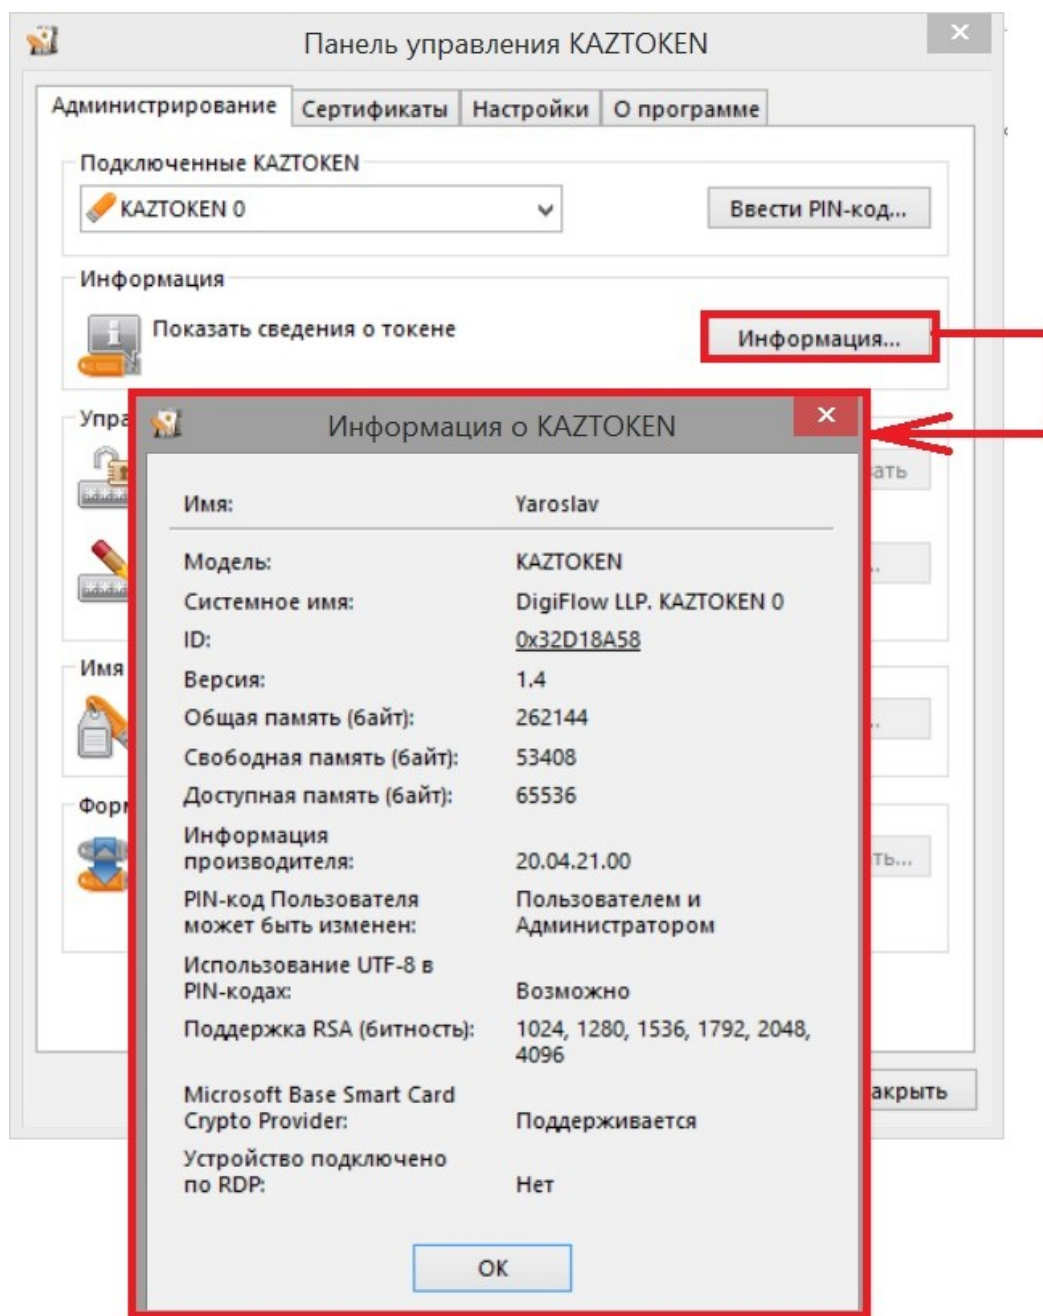 Панель управления KAZTOKEN
Администрирование Сертификаты Настройки О программе
Подключенные KAZTOKEN
KAZTOKEN 0 Ввести PIN-код...
Информация
Показать сведения о токене Информация...
Информация о KAZTOKEN
Имя: Yaroslav
Модель: KAZTOKEN
Системное имя: DigiFlow LLP. KAZTOKEN 0
ID: 0x32D18A58
Версия: 1.4
Общая память (байт): 262144
Свободная память (байт): 53408
Доступная память (байт): 65536
Информация
производителя: 20.04.21.00
PIN-код Пользователя Пользователем и
может быть изменен: Администратором
Использование UTF-8 в
PIN-кодах: Возможно
Поддержка RSA (битность): 1024, 1280, 1536, 1792, 2048,
4096
Microsoft Base Smart Card
Crypto Provider: Поддерживается
Устройство подключено
по RDP: Нет
OK
Упра
ать
Имя
Форм
ть...
акрыть